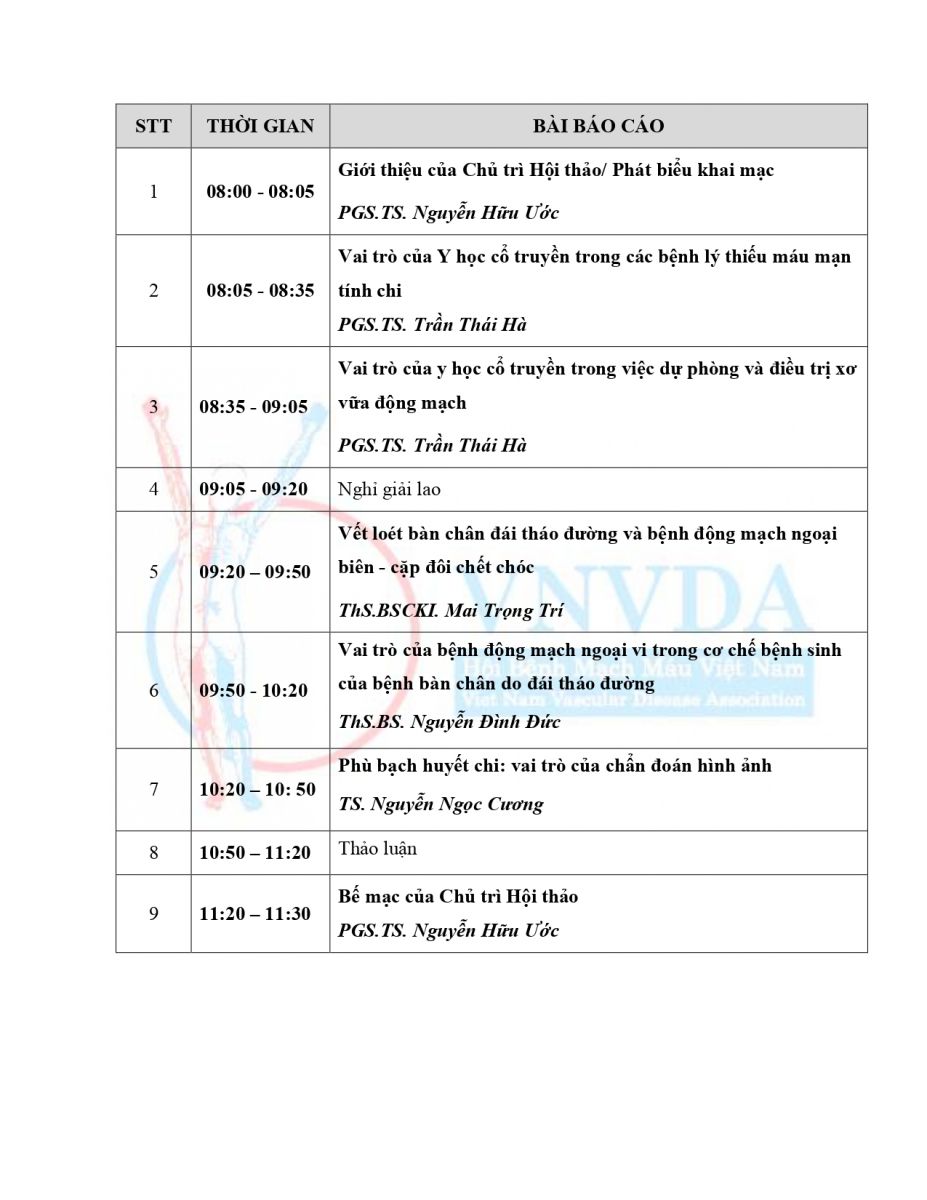 STT THỜI GIAN BÀI BÁO CÁO
1 08:00 - 08:05 Giới thiệu của Chủ trì Hội thảo/ Phát biểu khai mạc
PGS.TS. Nguyễn Hữu Ước
2 08:05 - 08:35 Vai trò của Y học cổ truyền trong các bệnh lý thiếu máu mạn
tính chi
PGS.TS. Trần Thái Hà
3 08:35 - 09:05 Vai trò của y học cổ truyền trong việc dự phòng và điều trị xơ
vữa động mạch
PGS.TS. Trần Thái Hà
4 09:05 - 09:20 Nghỉ giải lao
5 09:20 – 09:50 Vết loét bàn chân đái tháo đường và bệnh động mạch ngoại
biên - cặp đôi chết chóc
ThS.BSCKI. Mai Trọng Trí
6 09:50 - 10:20 Vai trò của bệnh động mạch ngoại vi trong cơ chế bệnh sinh
của bệnh bàn chân do đái tháo đường
ThS.BS. Nguyễn Đình Đức
7 10:20 – 10: 50 Phù bạch huyết chi: vai trò của chẩn đoán hình ảnh
TS. Nguyễn Ngọc Cương
8 10:50 – 11:20 Thảo luận
9 11:20 – 11:30 Bế mạc của Chủ trì Hội thảo
PGS.TS. Nguyễn Hữu Ước
VNVDA
Hội Bệnh Mạch Máu Việt Nam
Viet Nam Vascular Disease Association